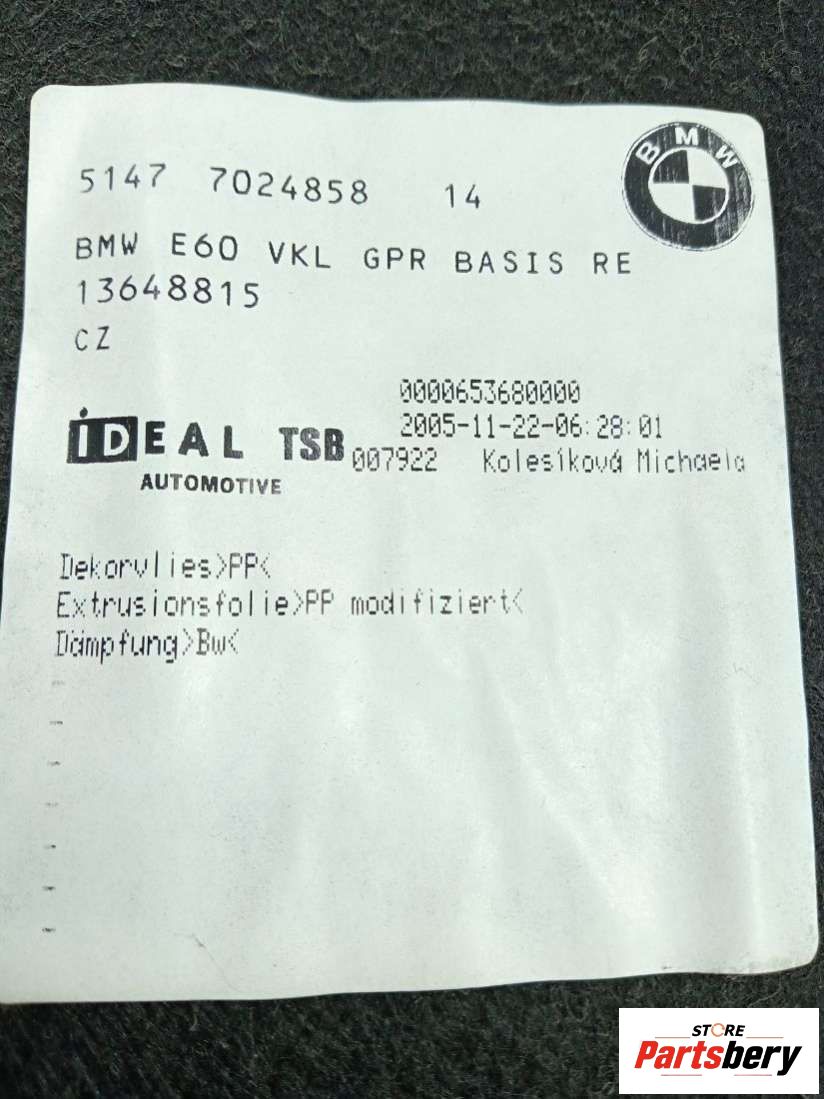 5147 7024858 14
BMW
BMW E60 VKL GPR BASIS RE
13648815
CZ
0000653680000
2005-11-22-06:28:01
IDEAL TSB 007922 Kolesíková Michaela
AUTOMOTIVE
Dekorvlies>PP<
Extrusionsfolie>PP modifiziert<
Dämpfung>Bw<
STORE
Partsbery